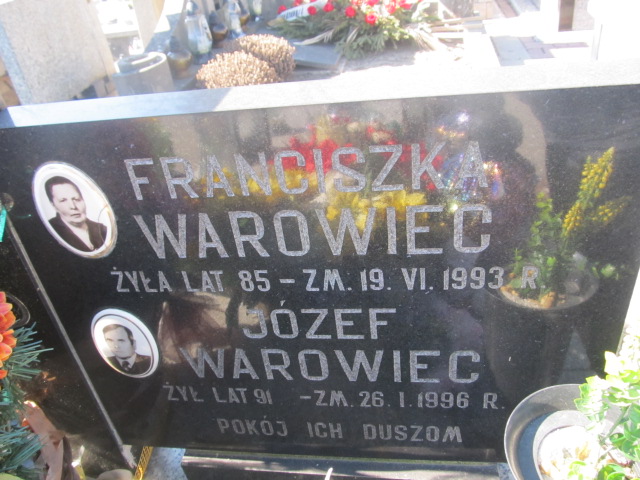 FRANCISZKA
WAROWIEC
ŻYŁA LAT 85 - ZM. 19. VI. 1993 R
JÓZEF
WAROWIEC
ŻYŁ LAT 91 - ZM. 26. I. 1996 R.
POKÓJ ICH DUSZOM